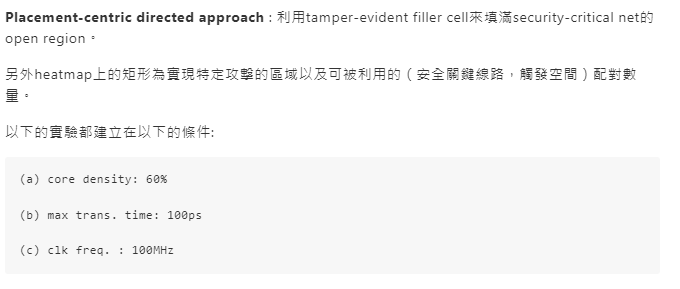 Placement-centric directed approach : 利用tamper-evident filler cell來填滿security-critical net的
open region。
另外heatmap上的矩形為實現特定攻擊的區域以及可被利用的（安全關鍵線路，觸發空間）配對數
量。
以下的實驗都建立在以下的條件:
(a) core density: 60%
(b) max trans. time: 100ps
(c) clk freq. : 100MHz